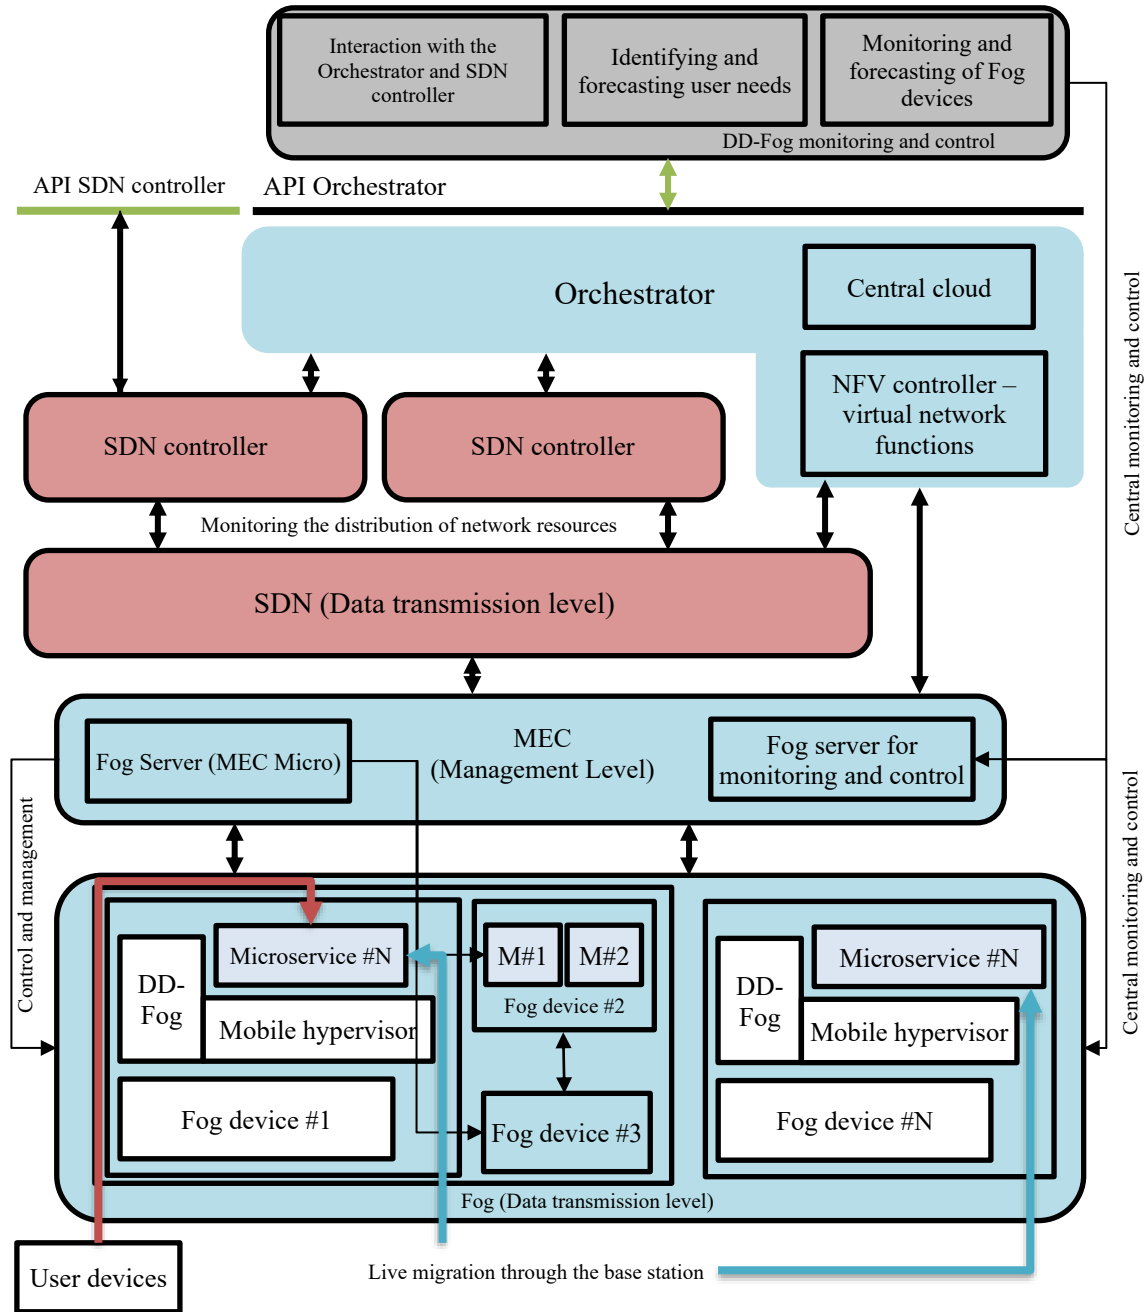 Interaction with the
Orchestrator and SDN
controller
Identifying and
forecasting user needs
Monitoring and
forecasting of Fog
devices
DD-Fog monitoring and control
API SDN controller
API Orchestrator
Orchestrator
Central cloud
NFV controller –
virtual network
functions
Central monitoring and control
SDN controller
SDN controller
Monitoring the distribution of network resources
SDN (Data transmission level)
Fog Server (MEC Micro)
MEC
(Management Level)
Fog server for
monitoring and control
Control and management
Central monitoring and control
Microservice #N
DD-
Fog
Mobile hypervisor
Fog device #1
M#1
M#2
Fog device #2
Fog device #3
Microservice #N
DD-
Fog
Mobile hypervisor
Fog device #N
Fog (Data transmission level)
User devices
Live migration through the base station